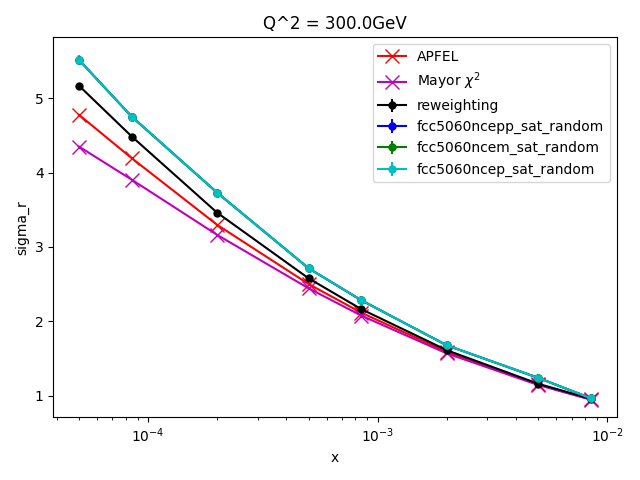 Q^2 = 300.0GeV
APFEL
Mayor χ²
reweighting
fcc5060ncepp_sat_random
fcc5060ncem_sat_random
fcc5060ncep_sat_random
sigma_r
5
4
3
2
1
10⁻⁴
10⁻³
10⁻²
x